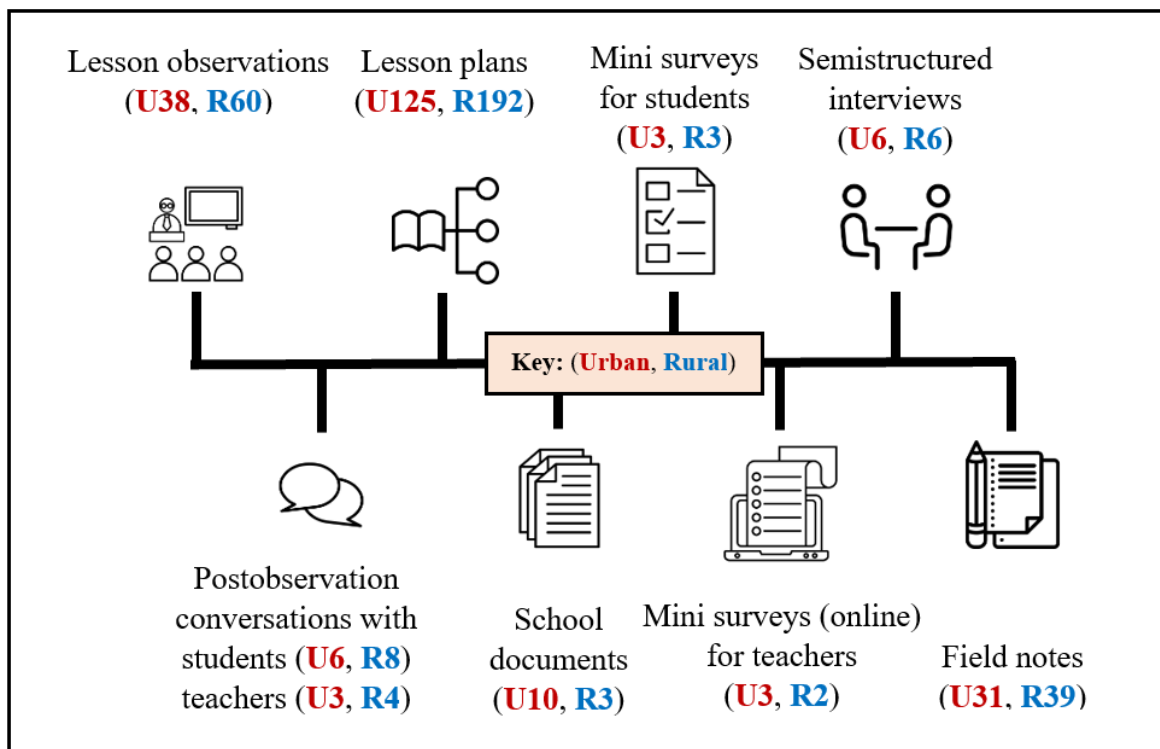 Lesson observations
(U38, R60)
Lesson plans
(U125, R192)
Mini surveys
for students
(U3, R3)
Semistructured
interviews
(U6, R6)
Key: (Urban, Rural)
Postobservation
conversations with
students (U6, R8)
teachers (U3, R4)
School
documents
(U10, R3)
Mini surveys (online)
for teachers
(U3, R2)
Field notes
(U31, R39)